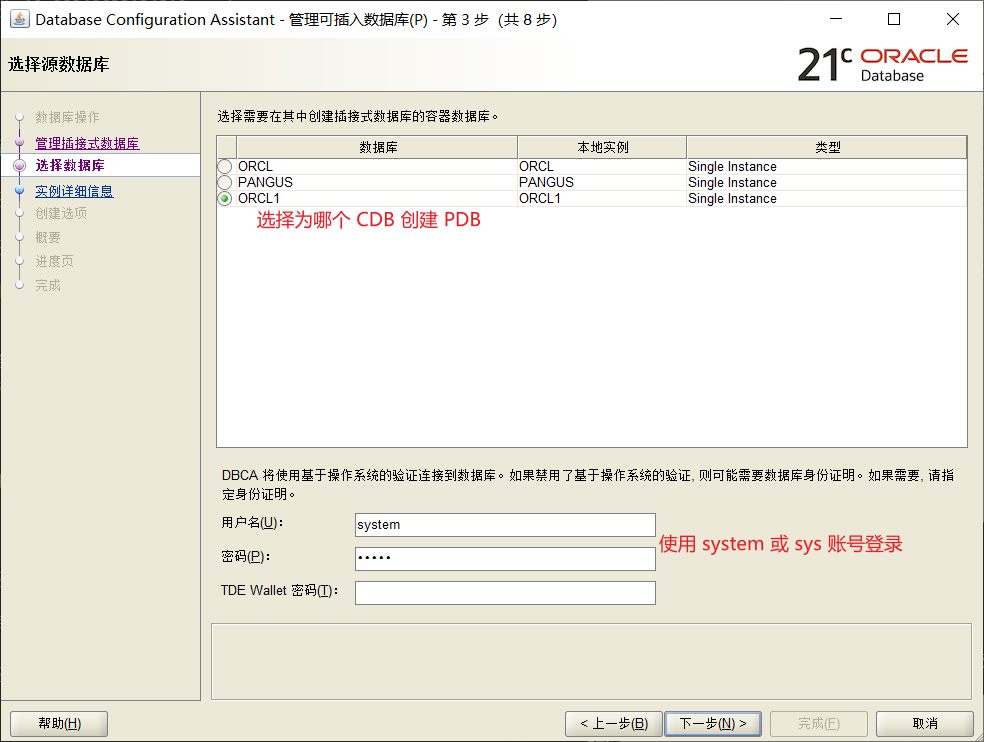 Database Configuration Assistant - 管理可插入数据库(P) - 第 3 步 (共 8 步)
选择源数据库
21c ORACLE
Database
数据库操作
管理插接式数据库
选择数据库
实例详细信息
创建选项
概要
进度页
完成
选择需要在其中创建插接式数据库的容器数据库。
数据库 本地实例 类型
ORCL ORCL Single Instance
PANGUS PANGUS Single Instance
ORCL1 ORCL1 Single Instance
选择为哪个 CDB 创建 PDB
DBCA 将使用基于操作系统的验证连接到数据库。如果禁用了基于操作系统的验证, 则可能需要数据库身份证明。如果需要, 请指
定身份证明。
用户名(U): system
使用 system 或 sys 账号登录
密码(P): •••••
TDE Wallet 密码(T):
帮助(H) < 上一步(B) 下一步(N) > 完成(F) 取消